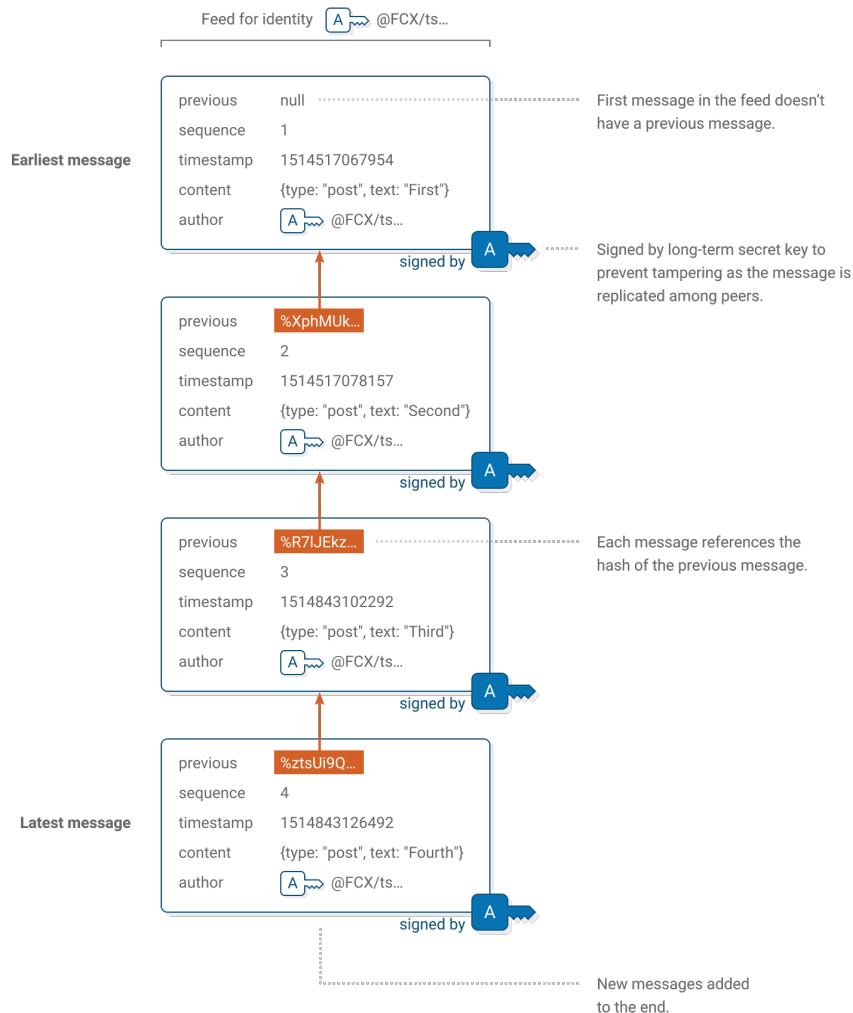 Feed for identity A @FCX/ts…
previous null
First message in the feed doesn't
have a previous message.
sequence 1
Earliest message
timestamp 1514517067954
content {type: "post", text: "First"}
author A @FCX/ts…
signed by A
Signed by long-term secret key to
prevent tampering as the message is
replicated among peers.
previous %XphMUk…
sequence 2
timestamp 1514517078157
content {type: "post", text: "Second"}
author A @FCX/ts…
signed by A
previous %R7lJEkz…
Each message references the
hash of the previous message.
sequence 3
timestamp 1514843102292
content {type: "post", text: "Third"}
author A @FCX/ts…
signed by A
previous %ztsUi9Q…
sequence 4
Latest message
timestamp 1514843126492
content {type: "post", text: "Fourth"}
author A @FCX/ts…
signed by A
New messages added
to the end.